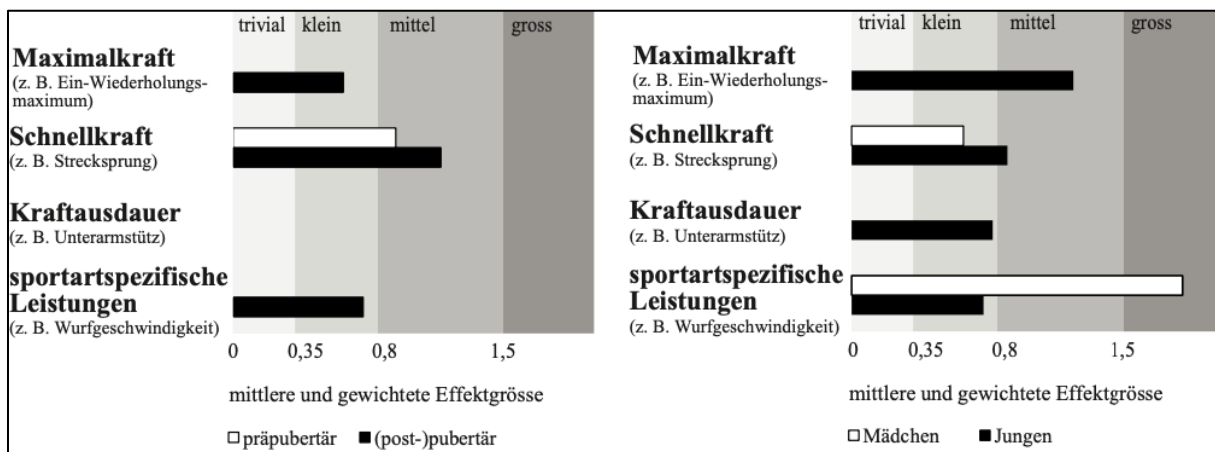 trivial klein mittel gross
Maximalkraft
(z. B. Ein-Wiederholungs-
maximum)
Schnellkraft
(z. B. Strecksprung)
Kraftausdauer
(z. B. Unterarmstütz)
sportartspezifische
Leistungen
(z. B. Wurfgeschwindigkeit)
0 0,35 0,8 1,5
mittlere und gewichtete Effektgrösse
präpubertär (post-)pubertär
trivial klein mittel gross
Maximalkraft
(z. B. Ein-Wiederholungs-
maximum)
Schnellkraft
(z. B. Strecksprung)
Kraftausdauer
(z. B. Unterarmstütz)
sportartspezifische
Leistungen
(z. B. Wurfgeschwindigkeit)
0 0,35 0,8 1,5
mittlere und gewichtete Effektgrösse
Mädchen Jungen